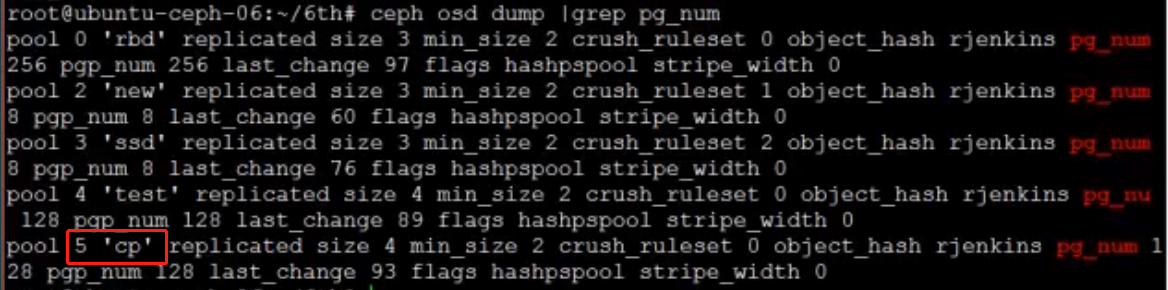 root@ubuntu-ceph-06:~/6th# ceph osd dump |grep pg_num
pool 0 'rbd' replicated size 3 min_size 2 crush_ruleset 0 object_hash rjenkins pg_num
256 pgp_num 256 last_change 97 flags hashpspool stripe_width 0
pool 2 'new' replicated size 3 min_size 2 crush_ruleset 1 object_hash rjenkins pg_num
8 pgp_num 8 last_change 60 flags hashpspool stripe_width 0
pool 3 'ssd' replicated size 3 min_size 2 crush_ruleset 2 object_hash rjenkins pg_num
8 pgp_num 8 last_change 76 flags hashpspool stripe_width 0
pool 4 'test' replicated size 4 min_size 2 crush_ruleset 0 object_hash rjenkins pg_nu
128 pgp_num 128 last_change 89 flags hashpspool stripe_width 0
pool 5 'cp' replicated size 4 min_size 2 crush_ruleset 0 object_hash rjenkins pg_num 1
28 pgp_num 128 last_change 93 flags hashpspool stripe_width 0